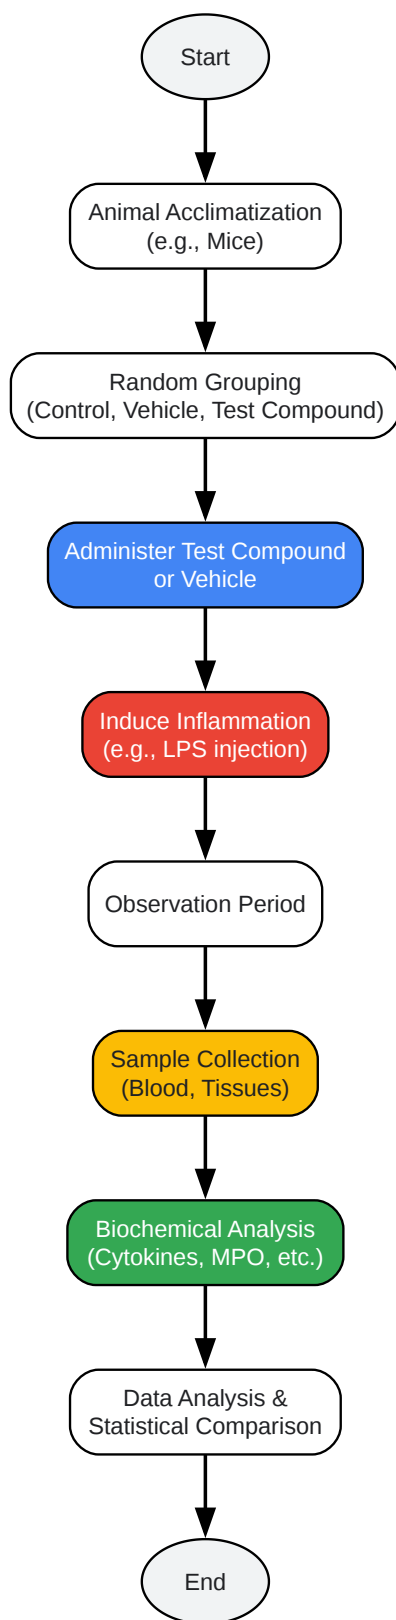 Start
Animal Acclimatization
(e.g., Mice)
Random Grouping
(Control, Vehicle, Test Compound)
Administer Test Compound
or Vehicle
Induce Inflammation
(e.g., LPS injection)
Observation Period
Sample Collection
(Blood, Tissues)
Biochemical Analysis
(Cytokines, MPO, etc.)
Data Analysis &
Statistical Comparison
End